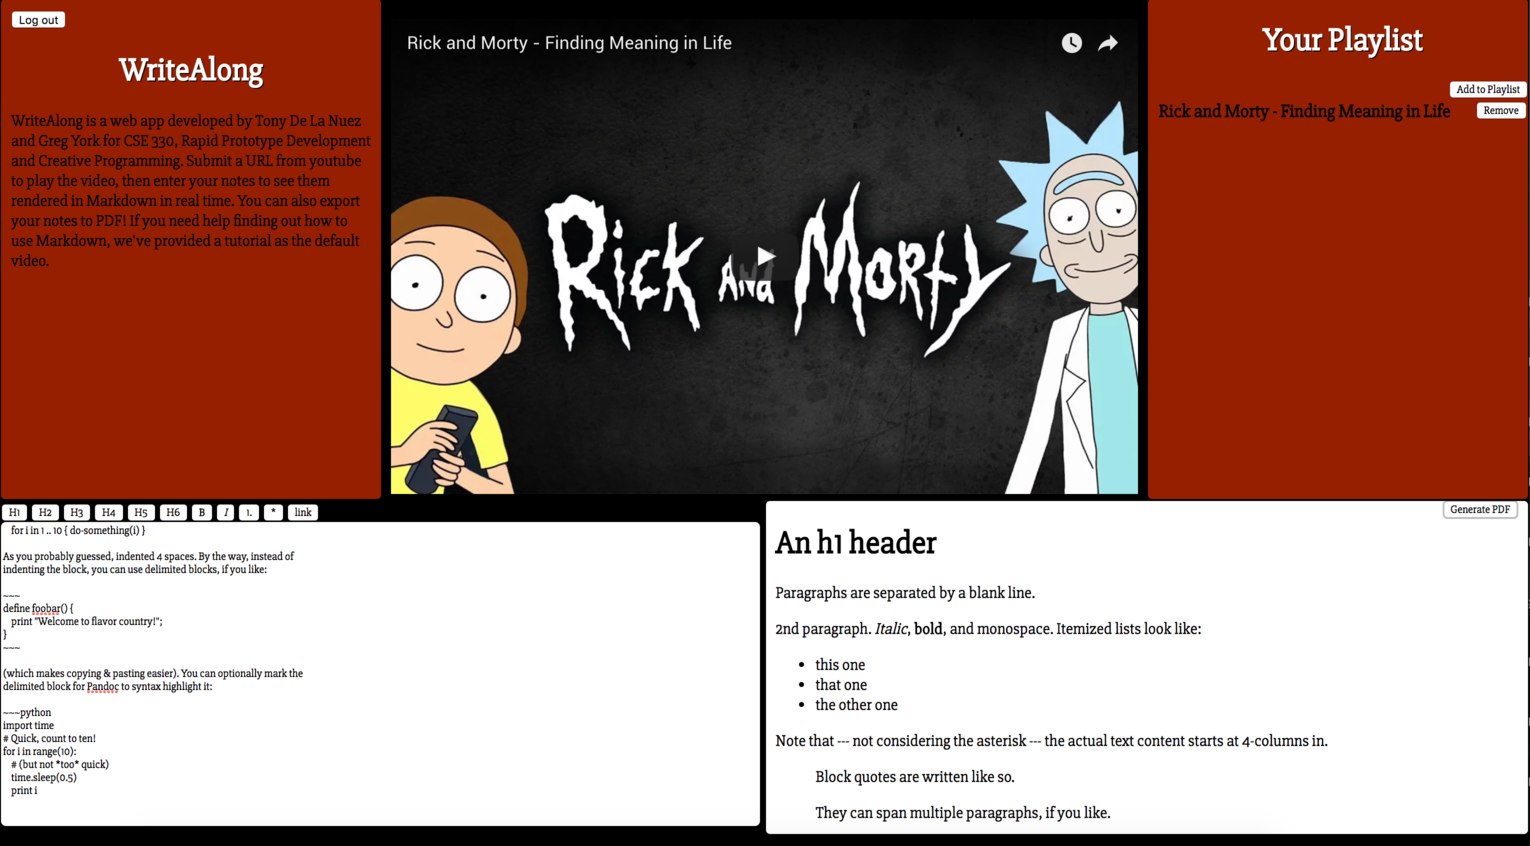 Log out
WriteAlong
WriteAlong is a web app developed by Tony De La Nuez
and Greg York for CSE 330, Rapid Prototype Development
and Creative Programming. Submit a URL from youtube
to play the video, then enter your notes to see them
rendered in Markdown in real time. You can also export
your notes to PDF! If you need help finding out how to
use Markdown, we've provided a tutorial as the default
video.
Rick and Morty - Finding Meaning in Life
Rick and Morty
Your Playlist
Add to Playlist
Rick and Morty - Finding Meaning in Life Remove
H1 H2 H3 H4 H5 H6 B I 1. * link
for i in 1 .. 10 { do-something(i) }
As you probably guessed, indented 4 spaces. By the way, instead of
indenting the block, you can use delimited blocks, if you like:
~~~
define foobar() {
print "Welcome to flavor country!";
}
~~~
(which makes copying & pasting easier). You can optionally mark the
delimited block for Pandoc to syntax highlight it:
~~~python
import time
# Quick, count to ten!
for i in range(10):
# (but not *too* quick)
time.sleep(0.5)
print i
Generate PDF
An h1 header
Paragraphs are separated by a blank line.
2nd paragraph. Italic, bold, and monospace. Itemized lists look like:
• this one
• that one
• the other one
Note that --- not considering the asterisk --- the actual text content starts at 4-columns in.
Block quotes are written like so.
They can span multiple paragraphs, if you like.